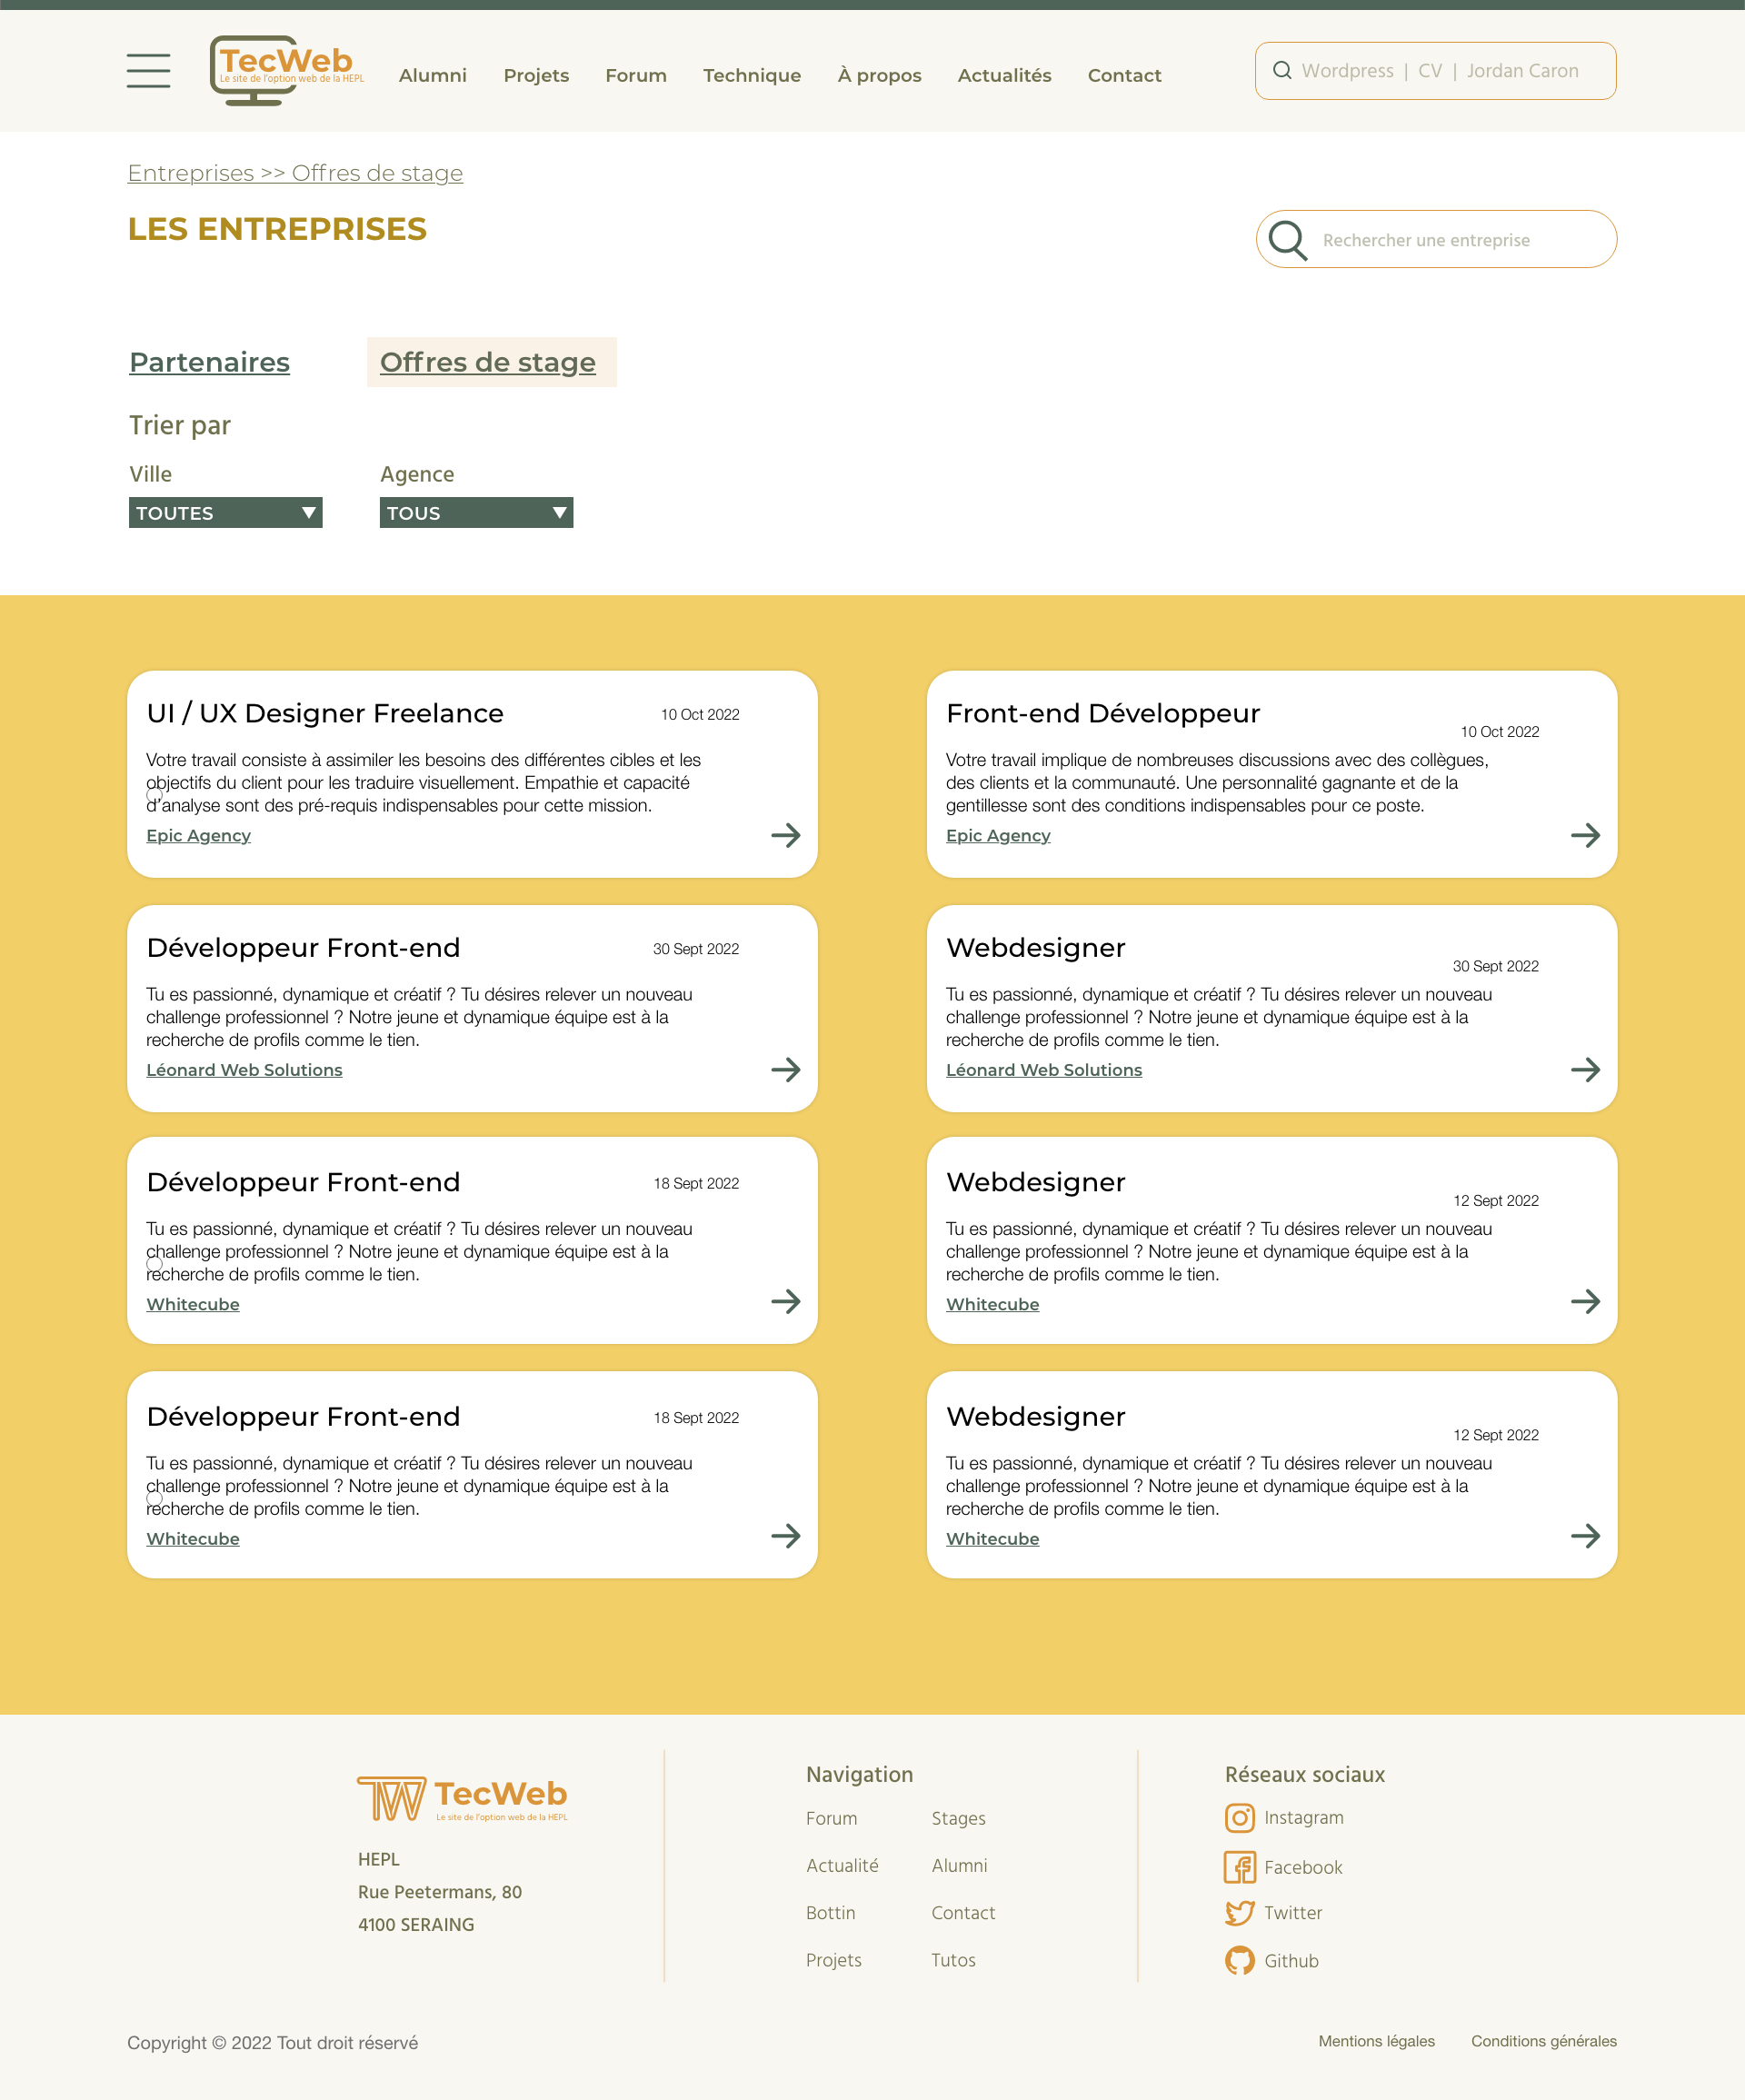 TecWeb
Le site de l'option web de la HEPL
Alumni
Projets
Forum
Technique
À propos
Actualités
Contact
Wordpress | CV | Jordan Caron
Entreprises >> Offres de stage
LES ENTREPRISES
Rechercher une entreprise
Partenaires
Offres de stage
Trier par
Ville
Agence
TOUTES
TOUS
UI / UX Designer Freelance
10 Oct 2022
Votre travail consiste à assimiler les besoins des différentes cibles et les
objectifs du client pour les traduire visuellement. Empathie et capacité
d'analyse sont des pré-requis indispensables pour cette mission.
Epic Agency
Front-end Développeur
10 Oct 2022
Votre travail implique de nombreuses discussions avec des collègues,
des clients et la communauté. Une personnalité gagnante et de la
gentillesse sont des conditions indispensables pour ce poste.
Epic Agency
Développeur Front-end
30 Sept 2022
Tu es passionné, dynamique et créatif ? Tu désires relever un nouveau
challenge professionnel ? Notre jeune et dynamique équipe est à la
recherche de profils comme le tien.
Léonard Web Solutions
Webdesigner
30 Sept 2022
Tu es passionné, dynamique et créatif ? Tu désires relever un nouveau
challenge professionnel ? Notre jeune et dynamique équipe est à la
recherche de profils comme le tien.
Léonard Web Solutions
Développeur Front-end
18 Sept 2022
Tu es passionné, dynamique et créatif ? Tu désires relever un nouveau
challenge professionnel ? Notre jeune et dynamique équipe est à la
recherche de profils comme le tien.
Whitecube
Webdesigner
12 Sept 2022
Tu es passionné, dynamique et créatif ? Tu désires relever un nouveau
challenge professionnel ? Notre jeune et dynamique équipe est à la
recherche de profils comme le tien.
Whitecube
Développeur Front-end
18 Sept 2022
Tu es passionné, dynamique et créatif ? Tu désires relever un nouveau
challenge professionnel ? Notre jeune et dynamique équipe est à la
recherche de profils comme le tien.
Whitecube
Webdesigner
12 Sept 2022
Tu es passionné, dynamique et créatif ? Tu désires relever un nouveau
challenge professionnel ? Notre jeune et dynamique équipe est à la
recherche de profils comme le tien.
Whitecube
TW TecWeb
Le site de l'option web de la HEPL
HEPL
Rue Peetermans, 80
4100 SERAING
Navigation
Forum
Stages
Actualité
Alumni
Bottin
Contact
Projets
Tutos
Réseaux sociaux
Instagram
Facebook
Twitter
Github
Copyright © 2022 Tout droit réservé
Mentions légales
Conditions générales